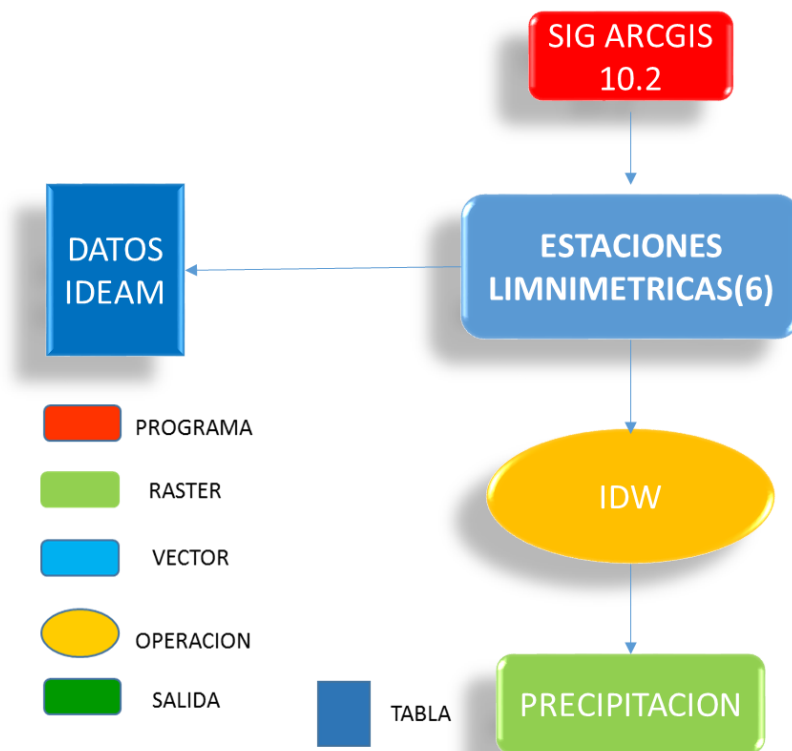 SIG ARCGIS
10.2
DATOS
IDEAM
ESTACIONES
LIMNIMETRICAS(6)
IDW
PRECIPITACION
PROGRAMA
RASTER
VECTOR
OPERACION
SALIDA
TABLA